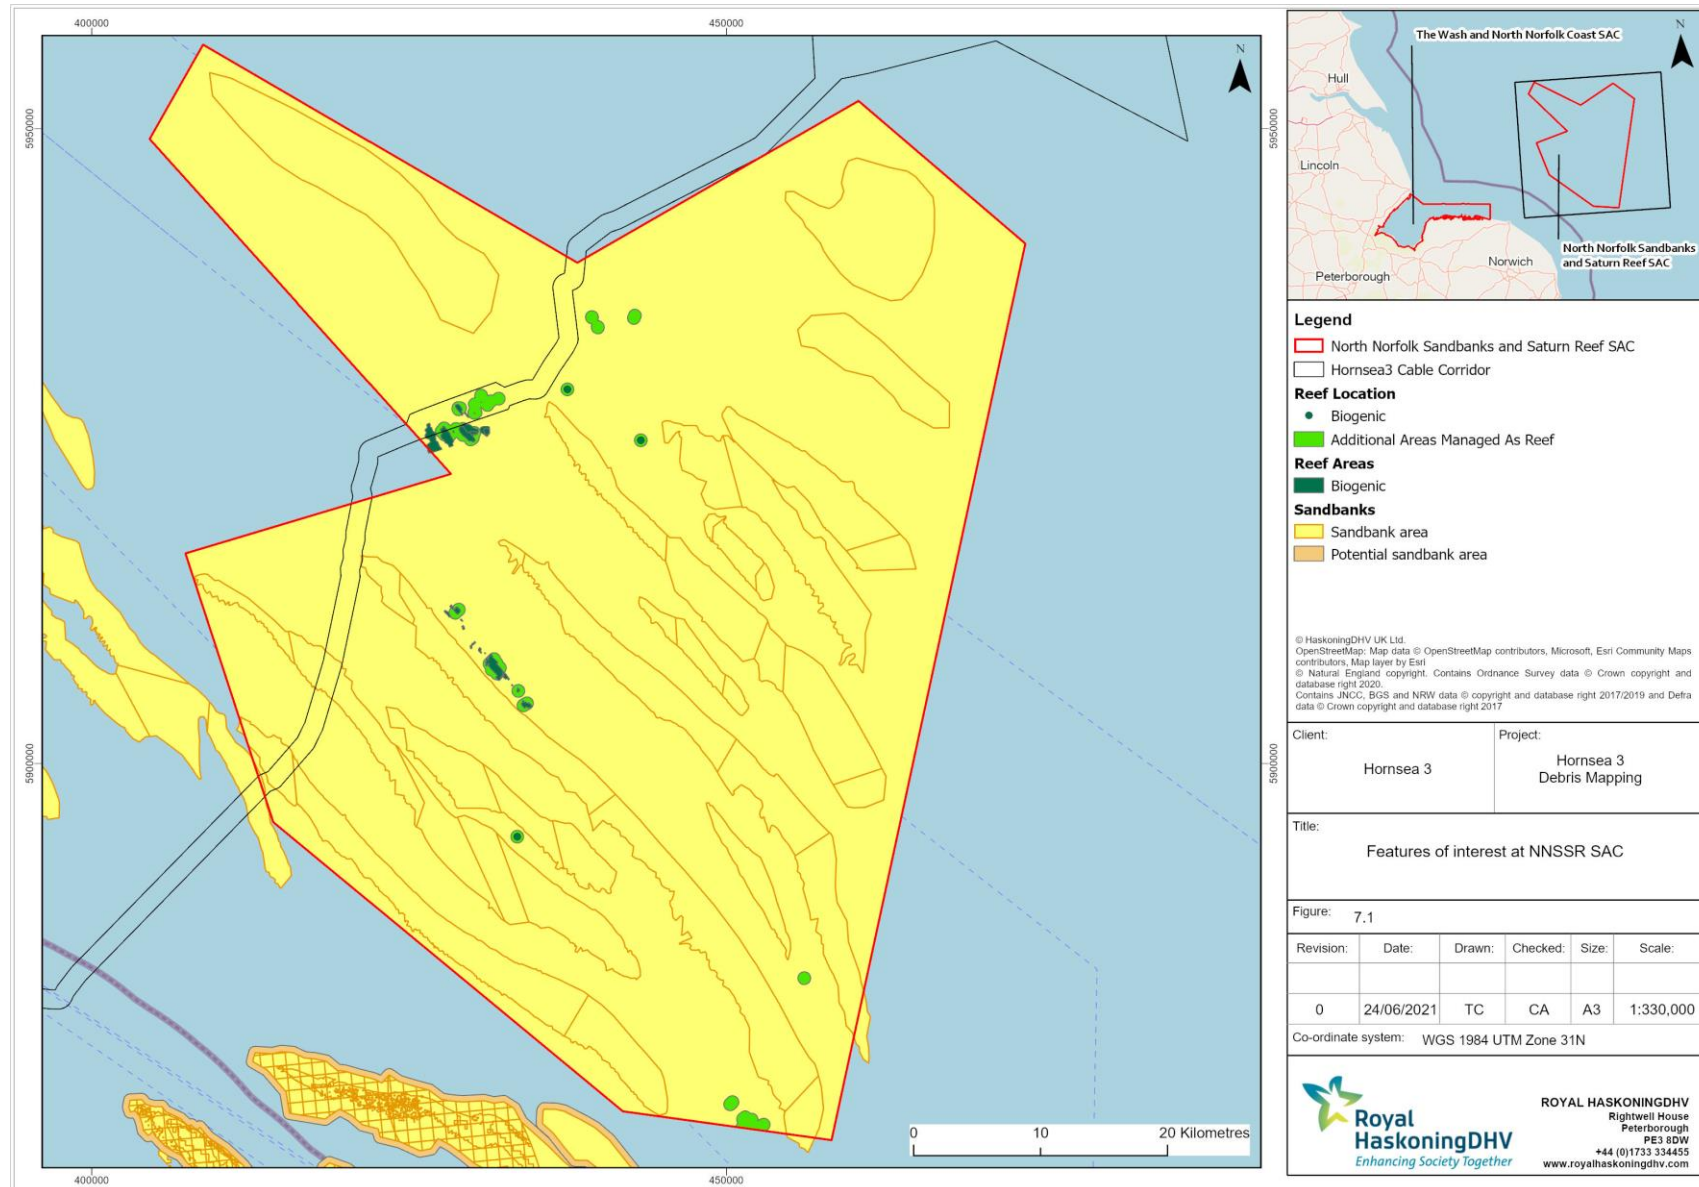 400000
450000
5950000
5950000
5900000
5900000
400000
450000
N
0
10
20 Kilometres
N
The Wash and North Norfolk Coast SAC
Hull
Lincoln
Peterborough
Norwich
North Norfolk Sandbanks
and Saturn Reef SAC
Legend
North Norfolk Sandbanks and Saturn Reef SAC
Hornsea3 Cable Corridor
Reef Location
Biogenic
Additional Areas Managed As Reef
Reef Areas
Biogenic
Sandbanks
Sandbank area
Potential sandbank area
© HaskoningDHV UK Ltd.
OpenStreetMap: Map data © OpenStreetMap contributors, Microsoft, Esri Community Maps
contributors, Map layer by Esri
© Natural England copyright. Contains Ordnance Survey data © Crown copyright and
database right 2020.
Contains JNCC, BGS and NRW data © copyright and database right 2017/2019 and Defra
data © Crown copyright and database right 2017
Client:
Hornsea 3
Project:
Hornsea 3
Debris Mapping
Title:
Features of interest at NNSSR SAC
Figure: 7.1
Revision: Date: Drawn: Checked: Size: Scale:
0 24/06/2021 TC CA A3 1:330,000
Co-ordinate system: WGS 1984 UTM Zone 31N
Royal
HaskoningDHV
Enhancing Society Together
ROYAL HASKONINGDHV
Rightwell House
Peterborough
PE3 8DW
+44 (0)1733 334455
www.royalhaskoningdhv.com